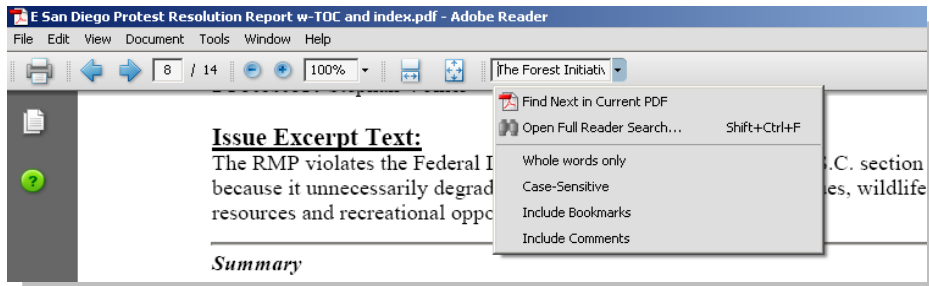 E San Diego Protest Resolution Report w-TOC and index.pdf - Adobe Reader
File Edit View Document Tools Window Help
8 / 14 100% The Forest Initiativ
Find Next in Current PDF
Open Full Reader Search... Shift+Ctrl+F
Whole words only
Case-Sensitive
Include Bookmarks
Include Comments
Issue Excerpt Text:
The RMP violates the Federal L .C. section
because it unnecessarily degrad es, wildlife
resources and recreational oppo
Summary